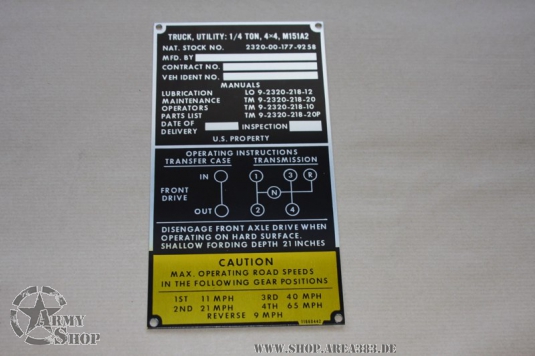 TRUCK, UTILITY: 1/4 TON, 4×4, M151A2
NAT. STOCK NO. 2320-00-177-9258
MFD. BY
CONTRACT NO.
VEH IDENT NO.
MANUALS
LUBRICATION LO 9-2320-218-12
MAINTENANCE TM 9-2320-218-20
OPERATORS TM 9-2320-218-10
PARTS LIST TM 9-2320-218-20P
DATE OF
DELIVERY INSPECTION
U.S. PROPERTY
OPERATING INSTRUCTIONS
TRANSFER CASE TRANSMISSION
IN 1 3 R
FRONT
DRIVE N
OUT 2 4
DISENGAGE FRONT AXLE DRIVE WHEN
OPERATING ON HARD SURFACE.
SHALLOW FORDING DEPTH 21 INCHES
CAUTION
MAX. OPERATING ROAD SPEEDS
IN THE FOLLOWING GEAR POSITIONS
1ST 11 MPH 3RD 40 MPH
2ND 21 MPH 4TH 65 MPH
REVERSE 9 MPH
ARMY
SHOP
www.SHOP.AREA383.DE